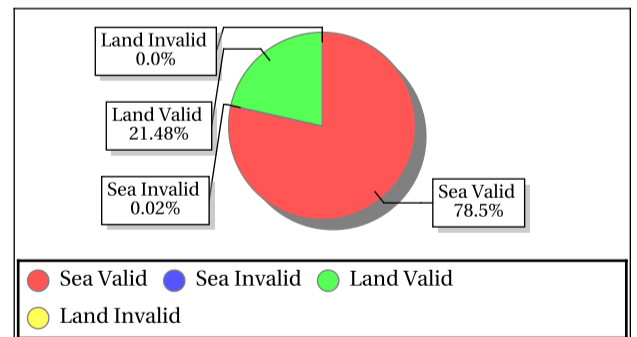 Land Invalid
0.0%
Land Valid
21.48%
Sea Invalid
0.02%
Sea Valid
78.5%
Sea Valid Sea Invalid Land Valid
Land Invalid